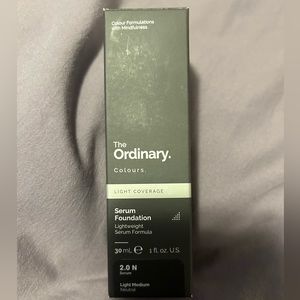 Colour Formulations
with Mindfulness
The
Ordinary.
Colours.
LIGHT COVERAGE
Serum
Foundation
Lightweight
Serum Formula
30 mL ℮ 1 fl. oz. U.S.
2.0 N
Serum
Light Medium
Neutral